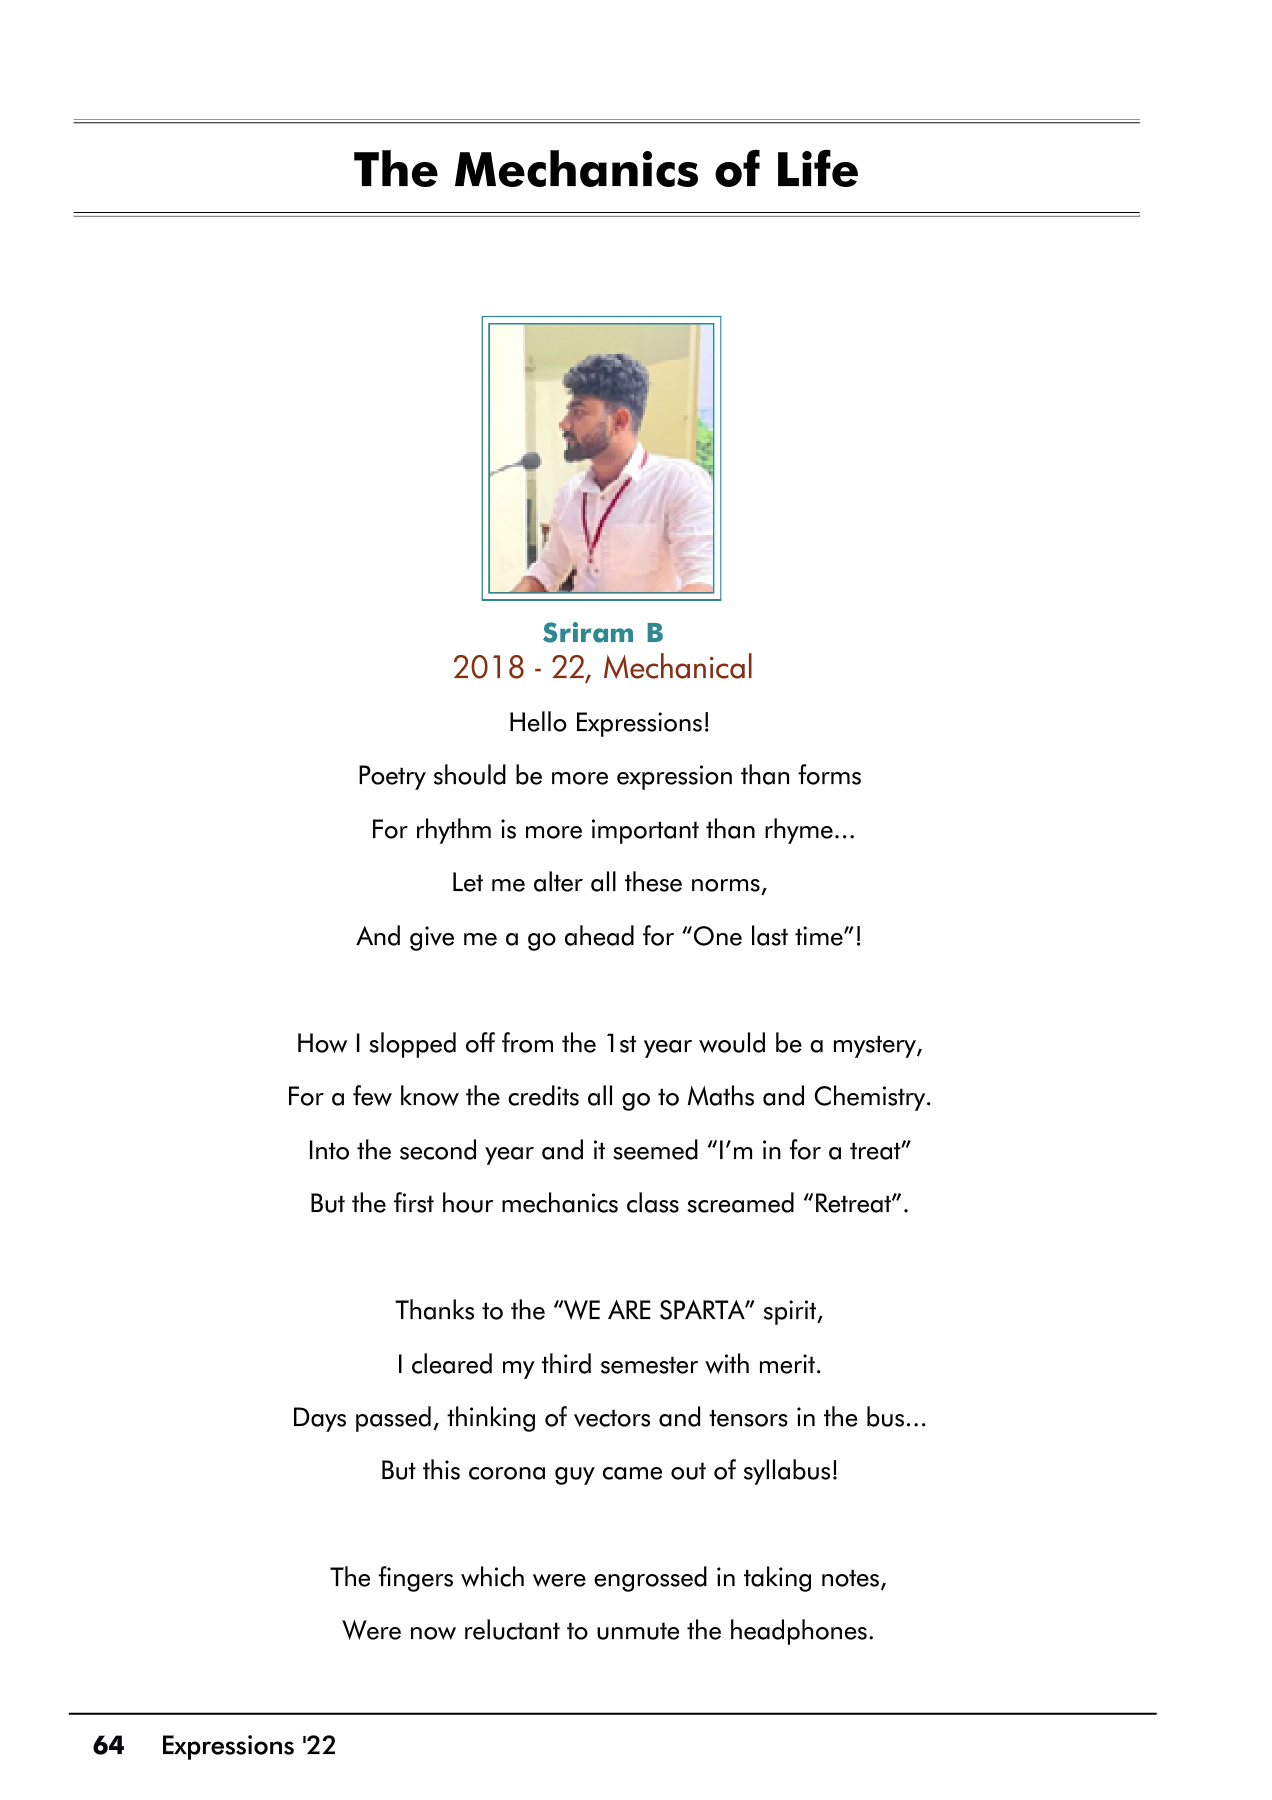 The Mechanics of Life
Sriram B
2018 - 22, Mechanical
Hello Expressions!
Poetry should be more expression than forms
For rhythm is more important than rhyme...
Let me alter all these norms,
And give me a go ahead for “One last time”!
How I slopped off from the 1st year would be a mystery,
For a few know the credits all go to Maths and Chemistry.
Into the second year and it seemed “I’m in for a treat”
But the first hour mechanics class screamed “Retreat”.
Thanks to the “WE ARE SPARTA” spirit,
I cleared my third semester with merit.
Days passed, thinking of vectors and tensors in the bus...
But this corona guy came out of syllabus!
The fingers which were engrossed in taking notes,
Were now reluctant to unmute the headphones.
64 Expressions '22